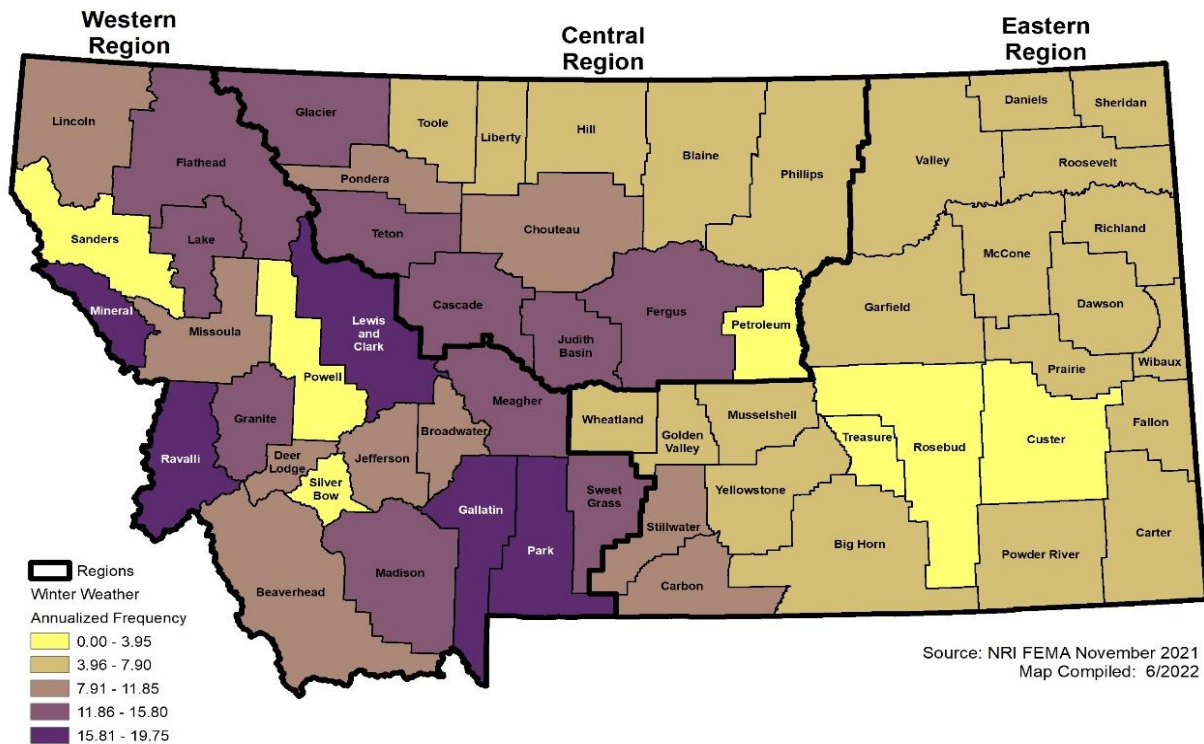 Western
Region
Central
Region
Eastern
Region
Lincoln
Flathead
Glacier
Toole
Liberty
Hill
Blaine
Phillips
Valley
Daniels
Sheridan
Roosevelt
Pondera
Sanders
Lake
Teton
Chouteau
Richland
McCone
Mineral
Missoula
Lewis
and
Clark
Cascade
Judith
Basin
Fergus
Petroleum
Garfield
Dawson
Prairie
Wibaux
Powell
Granite
Ravalli
Deer
Lodge
Silver
Bow
Jefferson
Broadwater
Meagher
Wheatland
Golden
Valley
Musselshell
Treasure
Rosebud
Custer
Fallon
Gallatin
Park
Sweet
Grass
Stillwater
Yellowstone
Big Horn
Powder River
Carter
Beaverhead
Madison
Carbon
Regions
Winter Weather
Annualized Frequency
0.00 - 3.95
3.96 - 7.90
7.91 - 11.85
11.86 - 15.80
15.81 - 19.75
Source: NRI FEMA November 2021
Map Compiled: 6/2022